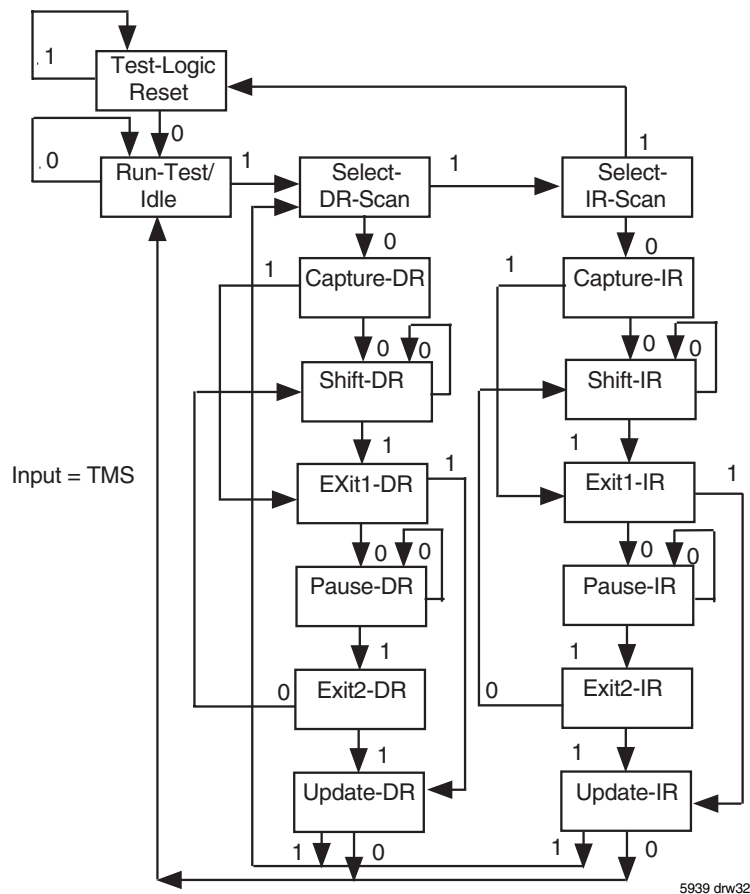 .1
Test-Logic
Reset
0
.0
Run-Test/
Idle
1
Select-
DR-Scan
1
1
Select-
IR-Scan
0
0
1
Capture-DR
1
Capture-IR
0
0
0
0
Shift-DR
Shift-IR
1
1
Input = TMS
EXit1-DR
1
Exit1-IR
1
0
0
0
0
Pause-DR
Pause-IR
1
1
0
Exit2-DR
0
Exit2-IR
1
1
Update-DR
Update-IR
1
0
1
0
5939 drw32